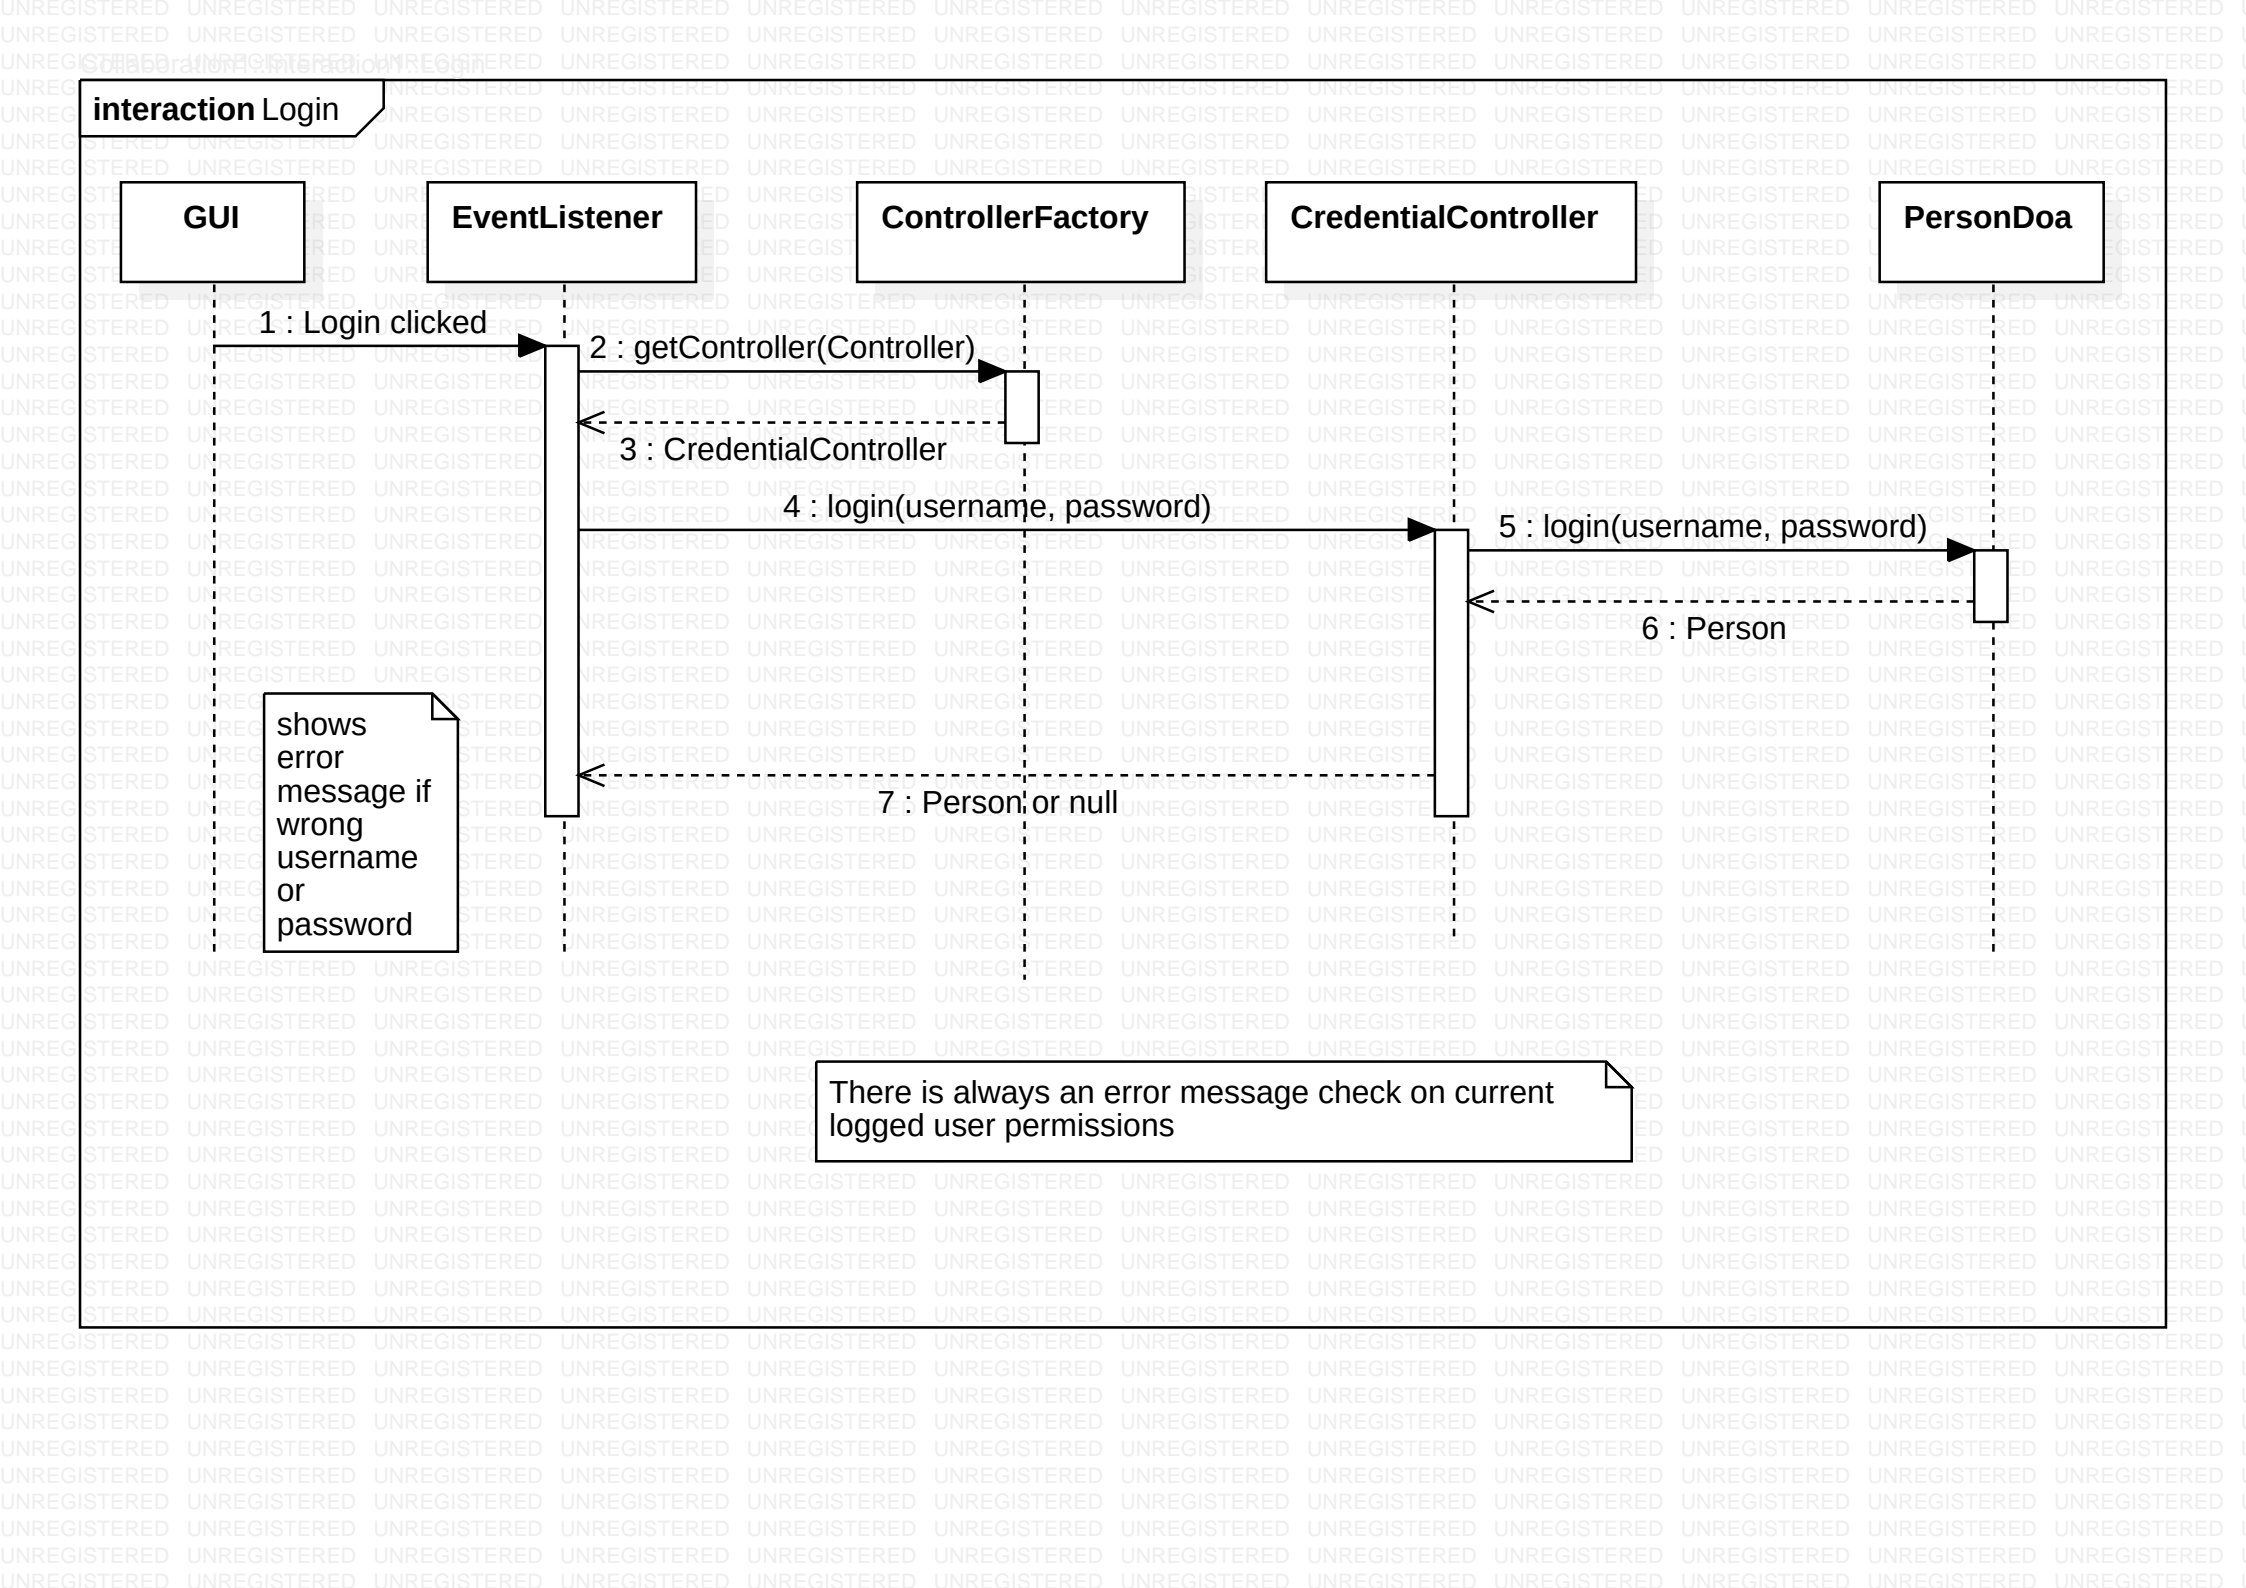 interaction Login
GUI
EventListener
ControllerFactory
CredentialController
PersonDoa
1 : Login clicked
2 : getController(Controller)
3 : CredentialController
4 : login(username, password)
5 : login(username, password)
6 : Person
7 : Person or null
shows
error
message if
wrong
username
or
password
There is always an error message check on current
logged user permissions
UNREGISTERED